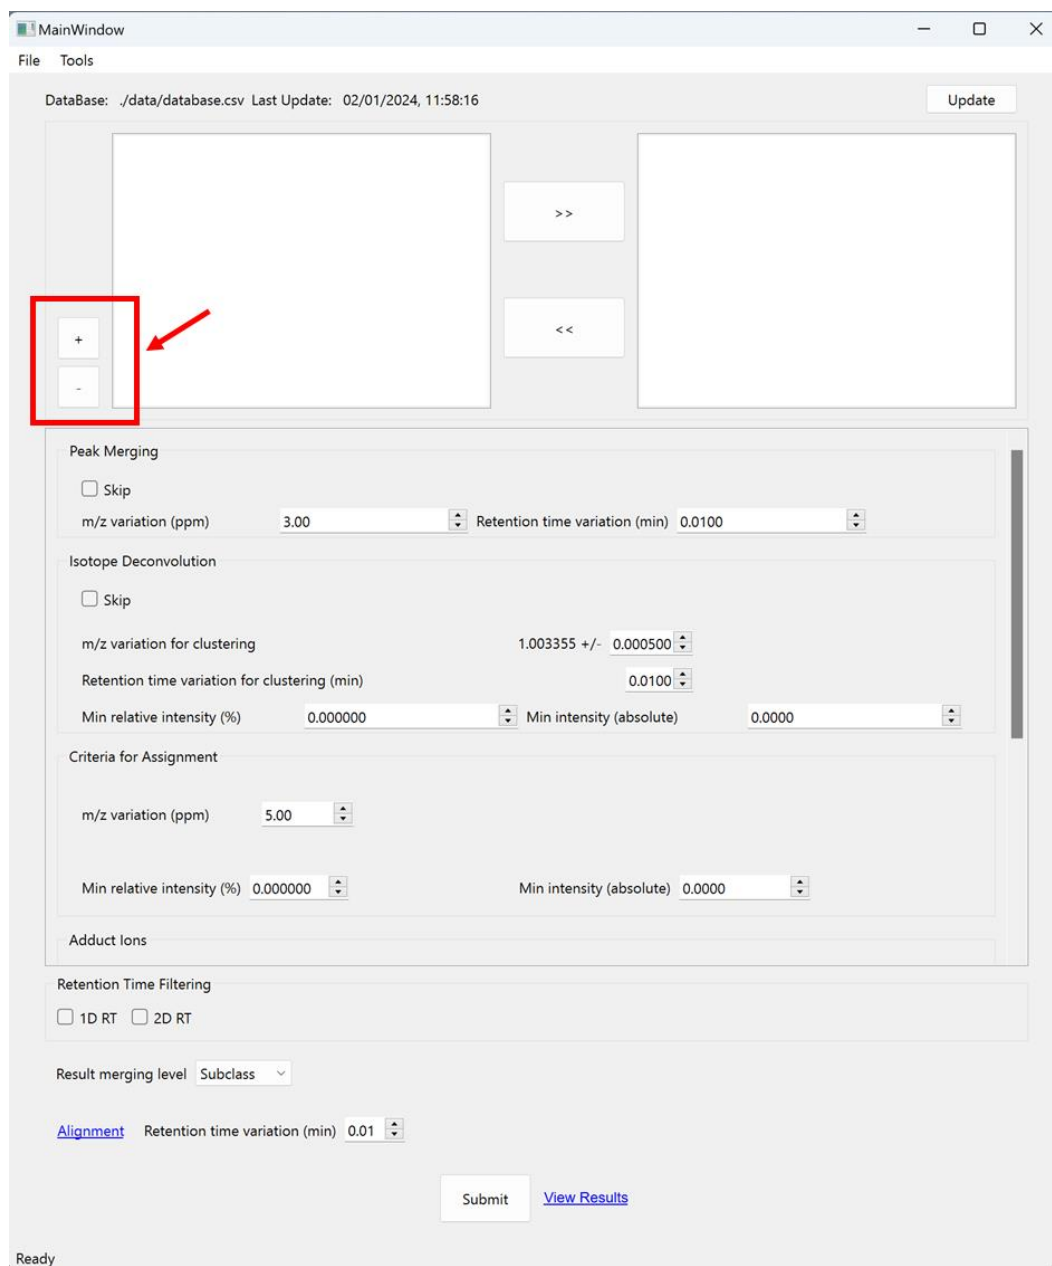 MainWindow
File Tools
DataBase: ./data/database.csv Last Update: 02/01/2024, 11:58:16 Update
>>
+ <<
-
Peak Merging
Skip
m/z variation (ppm) 3.00 Retention time variation (min) 0.0100
Isotope Deconvolution
Skip
m/z variation for clustering 1.003355 +/- 0.000500
Retention time variation for clustering (min) 0.0100
Min relative intensity (%) 0.000000 Min intensity (absolute) 0.0000
Criteria for Assignment
m/z variation (ppm) 5.00
Min relative intensity (%) 0.000000 Min intensity (absolute) 0.0000
Adduct Ions
Retention Time Filtering
1D RT 2D RT
Result merging level Subclass
Alignment Retention time variation (min) 0.01
Submit View Results
Ready